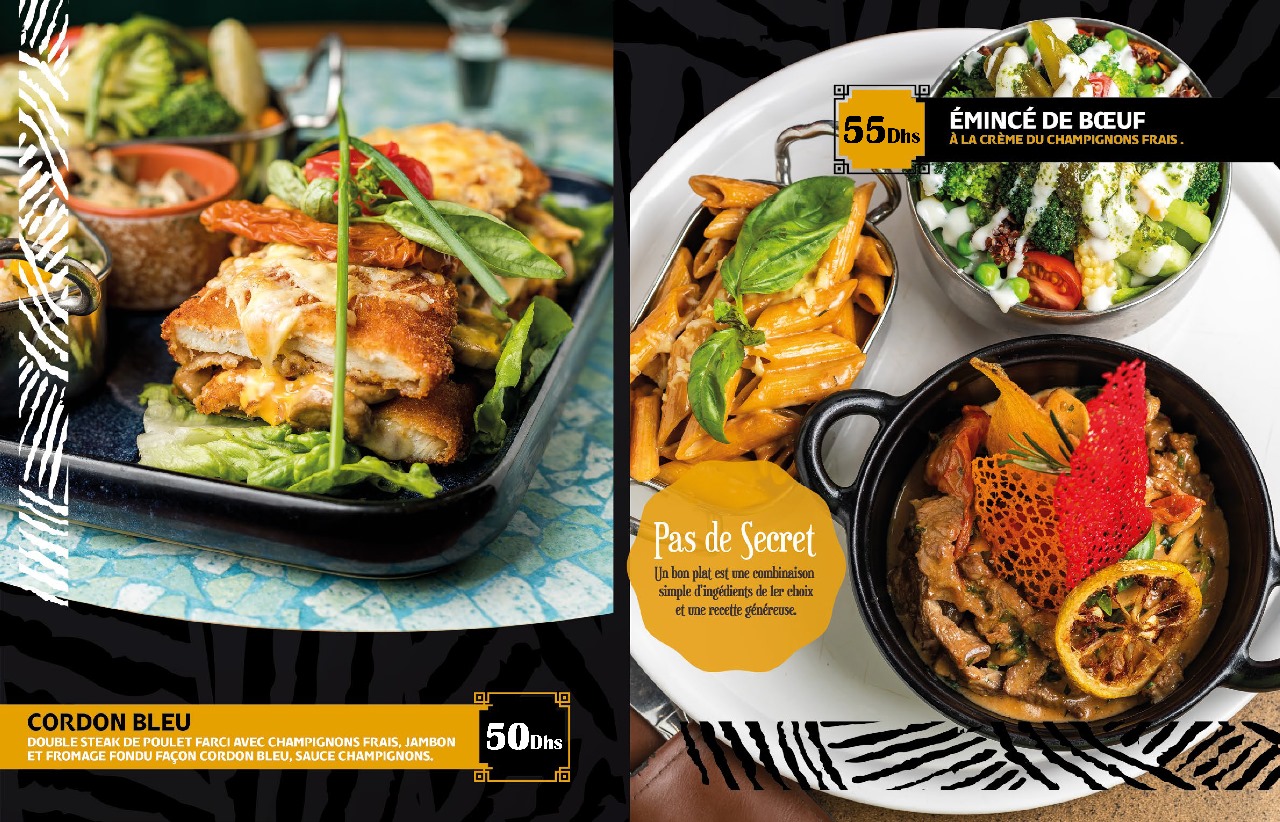 CORDON BLEU
DOUBLE STEAK DE POULET FARCI AVEC CHAMPIGNONS FRAIS, JAMBON
ET FROMAGE FONDU FAÇON CORDON BLEU, SAUCE CHAMPIGNONS.
50Dhs
55Dhs
ÉMINCÉ DE BŒUF
À LA CRÈME DU CHAMPIGNONS FRAIS .
Pas de Secret
Un bon plat est une combinaison
simple d'ingédients de 1er choix
et une recette généreuse.